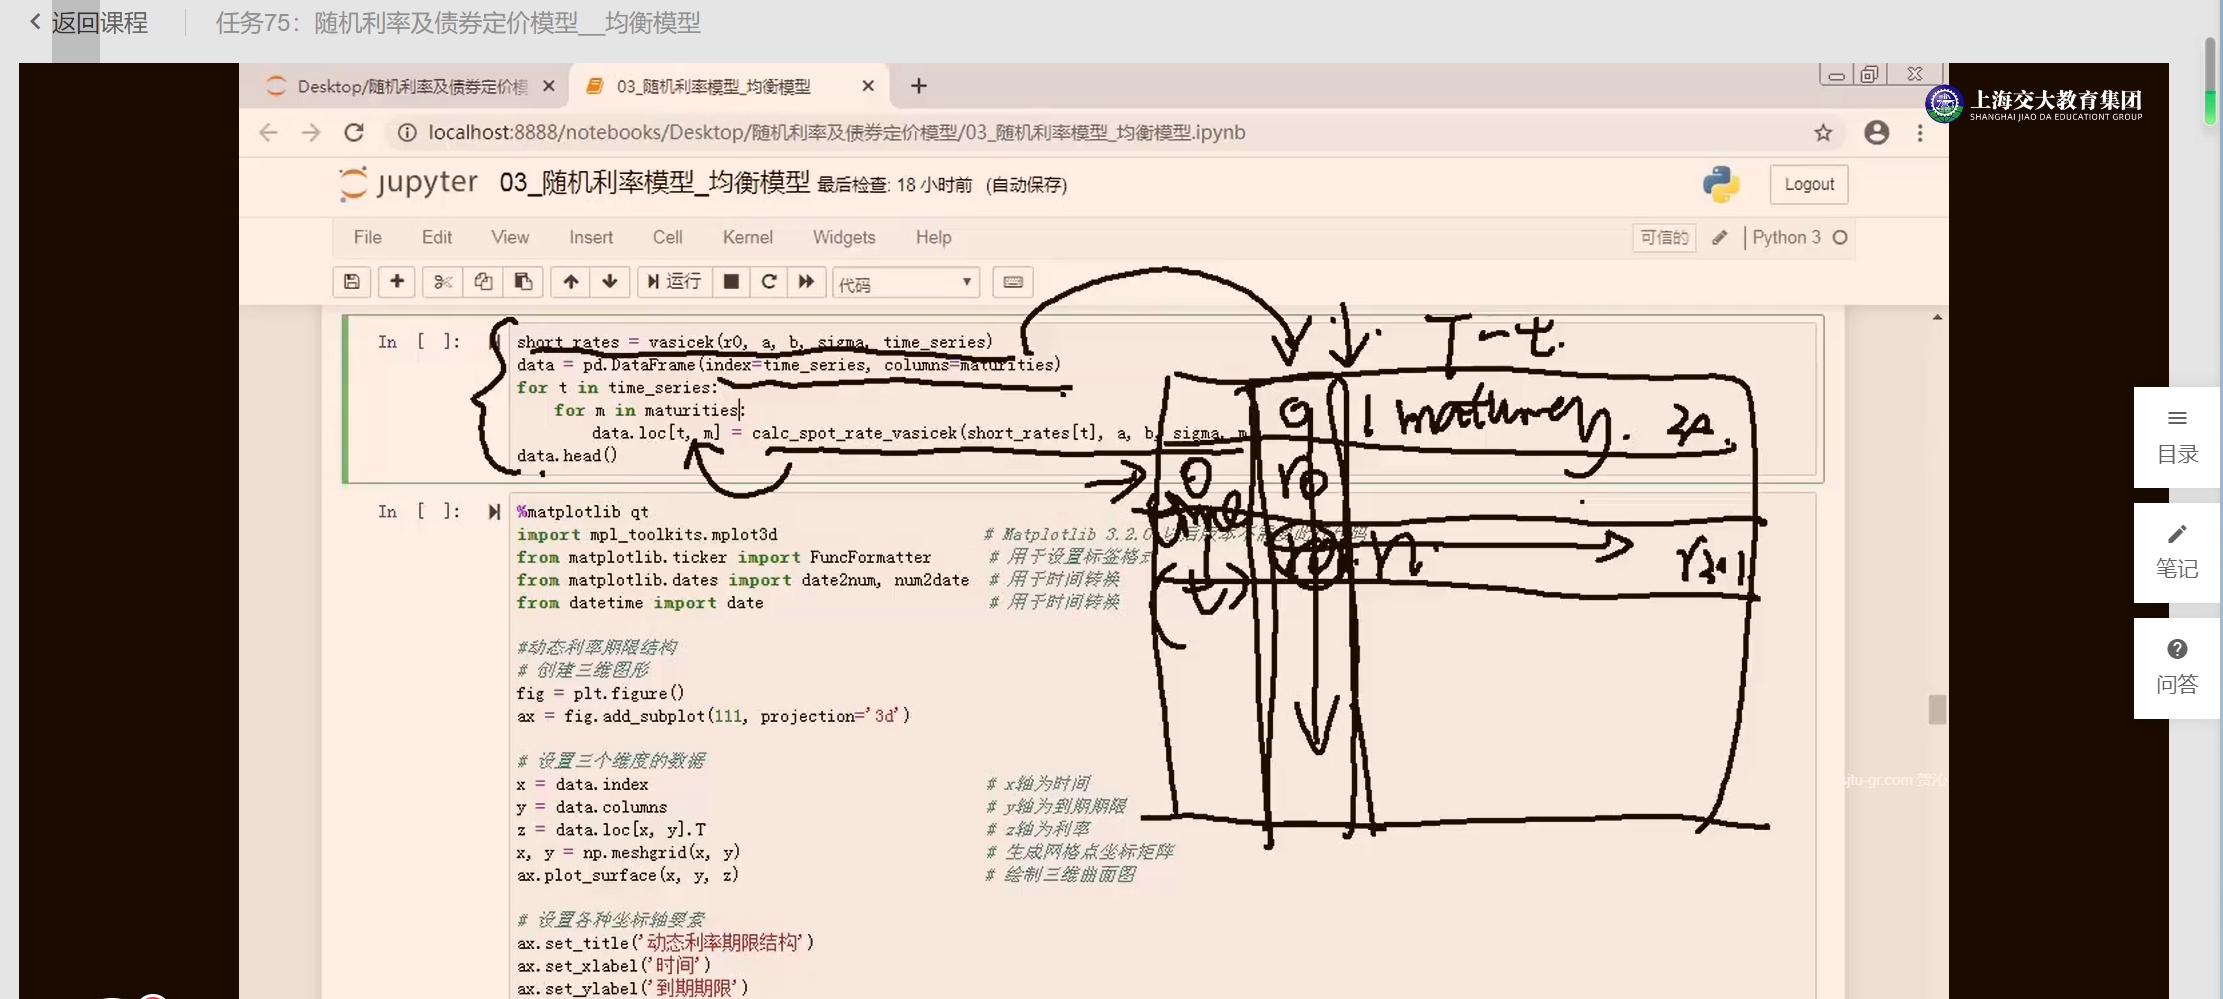 返回课程
任务75：随机利率及债券定价模型__均衡模型
Desktop/随机利率及债券定价模
03_随机利率模型_均衡模型
上海交大教育集团
SHANGHAI JIAO DA EDUCATIONT GROUP
localhost:8888/notebooks/Desktop/随机利率及债券定价模型/03_随机利率模型_均衡模型.ipynb
jupyter 03_随机利率模型_均衡模型 最后检查: 18 小时前 (自动保存)
Logout
File Edit View Insert Cell Kernel Widgets Help
可信的
Python 3
运行
代码
In [ ]:
short_rates = vasicek(r0, a, b, sigma, time_series)
data = pd.DataFrame(index=time_series, columns=maturities)
for t in time_series:
for m in maturities:
data.loc[t, m] = calc_spot_rate_vasicek(short_rates[t], a, b, sigma, m
data.head()
T-t.
0 1 maturity.
0 r0
time
In [ ]:
%matplotlib qt
import mpl_toolkits.mplot3d # Matplotlib 3.2.0
from matplotlib.ticker import FuncFormatter # 用于设置标签格式
from matplotlib.dates import date2num, num2date # 用于时间转换
from datetime import date # 用于时间转换
#动态利率期限结构
# 创建三维图形
fig = plt.figure()
ax = fig.add_subplot(111, projection='3d')
# 设置三个维度的数据
x = data.index # x轴为时间
y = data.columns # y轴为到期期限
z = data.loc[x, y].T # z轴为利率
x, y = np.meshgrid(x, y) # 生成网格点坐标矩阵
ax.plot_surface(x, y, z) # 绘制三维曲面图
# 设置各种坐标轴要素
ax.set_title('动态利率期限结构')
ax.set_xlabel('时间')
ax.set_ylabel('到期期限')
目录
笔记
问答